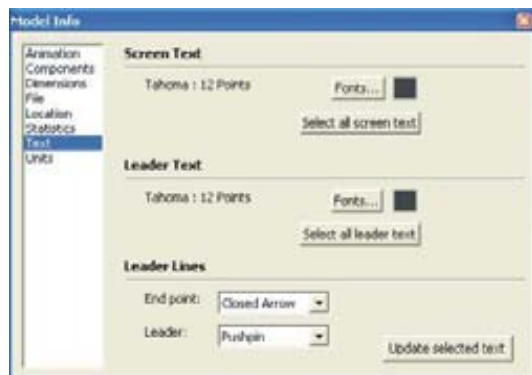 Model Info
Animation
Components
Dimensions
File
Location
Statistics
Text
Units
Screen Text
Tahoma : 12 Points
Fonts...
Select all screen text
Leader Text
Tahoma : 12 Points
Fonts...
Select all leader text
Leader Lines
End point:
Closed Arrow
Leader:
Pushpin
Update selected text